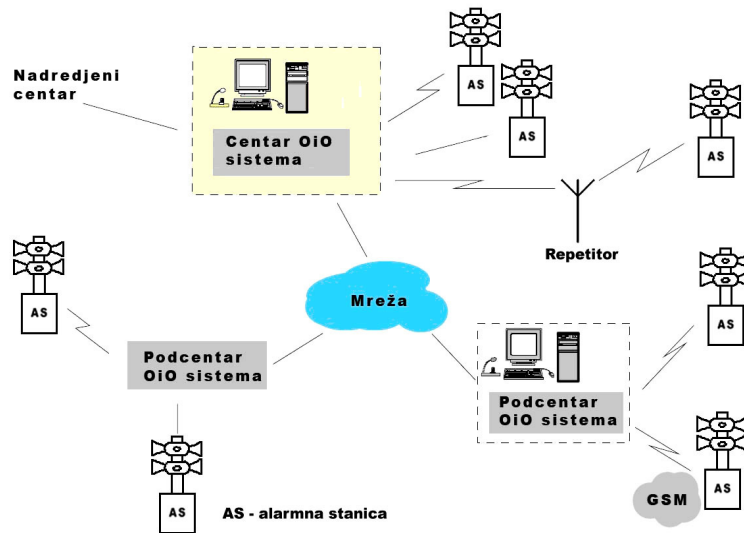 Nadredjeni
centar
Centar OiO
sistema
AS
AS
AS
Repetitor
AS
Mreža
AS
Podcentar
OiO sistema
Podcentar
OiO sistema
AS
GSM
AS
AS - alarmna stanica